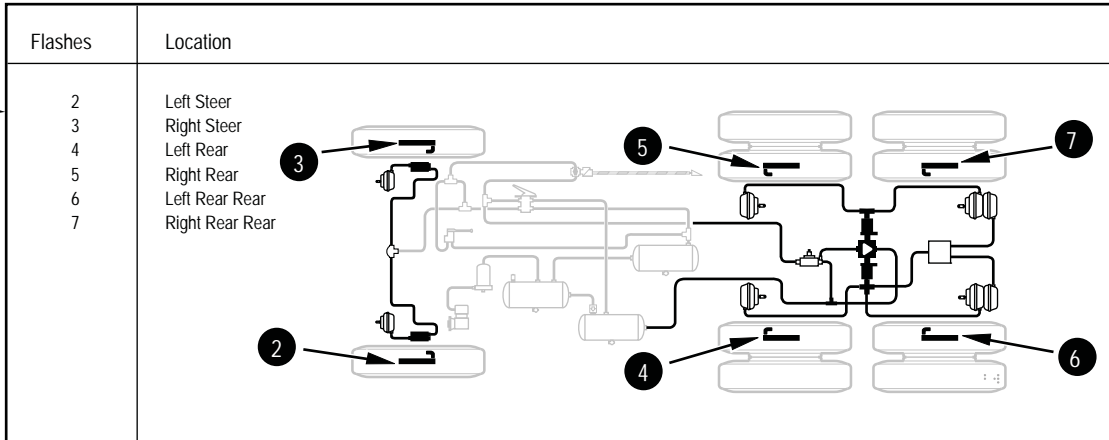 Flashes Location
2 Left Steer
3 Right Steer
4 Left Rear
5 Right Rear
6 Left Rear Rear
7 Right Rear Rear
3
5
7
2
4
6